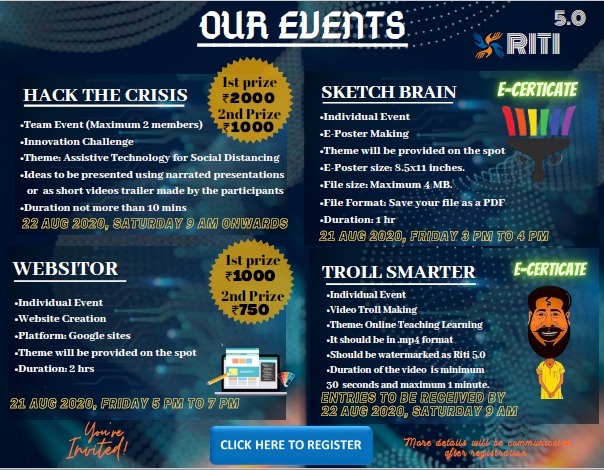 OUR EVENTS
5.0
RITI
HACK THE CRISIS
1st prize
₹2000
2nd Prize
₹1000
•Team Event (Maximum 2 members)
•Innovation Challenge
•Theme: Assistive Technology for Social Distancing
•Ideas to be presented using narrated presentations
or as short videos trailer made by the participants
•Duration not more than 10 mins
22 AUG 2020, SATURDAY 9 AM ONWARDS
SKETCH BRAIN
E-CERTICATE
•Individual Event
•E-Poster Making
•Theme will be provided on the spot
•E-Poster size: 8.5x11 inches.
•File size: Maximum 4 MB.
•File Format: Save your file as a PDF
•Duration: 1 hr
21 AUG 2020, FRIDAY 3 PM TO 4 PM
WEBSITOR
1st prize
₹1000
2nd Prize
₹750
•Individual Event
•Website Creation
•Platform: Google sites
•Theme will be provided on the spot
•Duration: 2 hrs
21 AUG 2020, FRIDAY 5 PM TO 7 PM
TROLL SMARTER
E-CERTICATE
•Individual Event
•Video Troll Making
•Theme: Online Teaching Learning
•It should be in .mp4 format
•Should be watermarked as Riti 5.0
•Duration of the video is minimum
30 seconds and maximum 1 minute.
ENTRIES TO BE RECEIVED BY
22 AUG 2020, SATURDAY 9 AM
You're
Invited!
CLICK HERE TO REGISTER
More details will be communicated
after registration